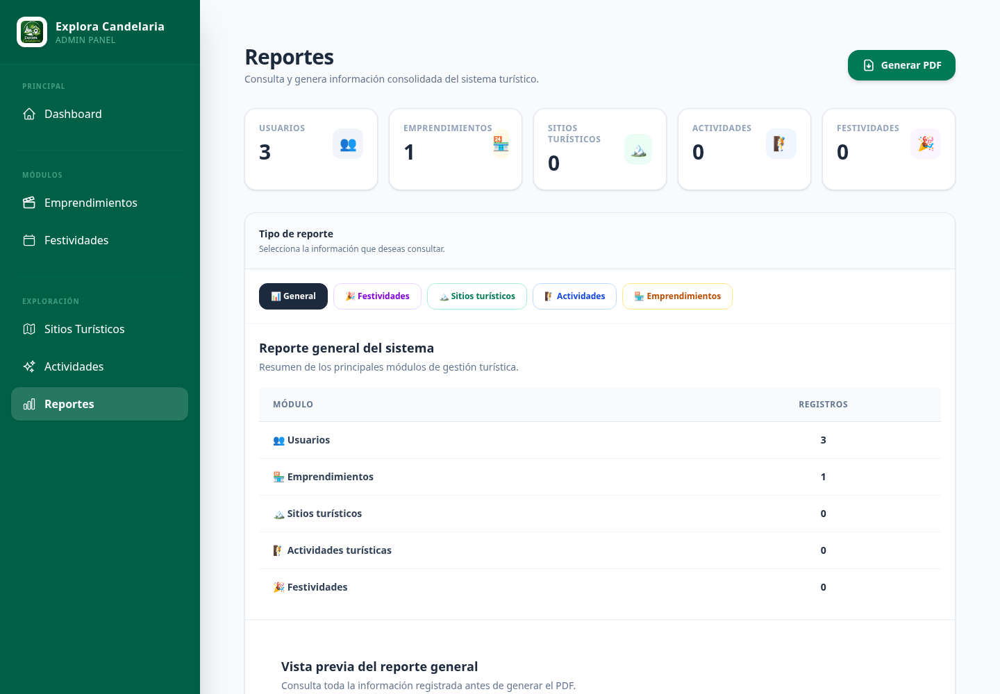 Explora Candelaria
ADMIN PANEL
PRINCIPAL
Dashboard
MÓDULOS
Emprendimientos
Festividades
EXPLORACIÓN
Sitios Turísticos
Actividades
Reportes
Reportes
Consulta y genera información consolidada del sistema turístico.
Generar PDF
USUARIOS
3
EMPRENDIMIENTOS
1
SITIOS
TURÍSTICOS
0
ACTIVIDADES
0
FESTIVIDADES
0
Tipo de reporte
Selecciona la información que deseas consultar.
General
Festividades
Sitios turísticos
Actividades
Emprendimientos
Reporte general del sistema
Resumen de los principales módulos de gestión turística.
MÓDULO REGISTROS
Usuarios 3
Emprendimientos 1
Sitios turísticos 0
Actividades turísticas 0
Festividades 0
Vista previa del reporte general
Consulta toda la información registrada antes de generar el PDF.